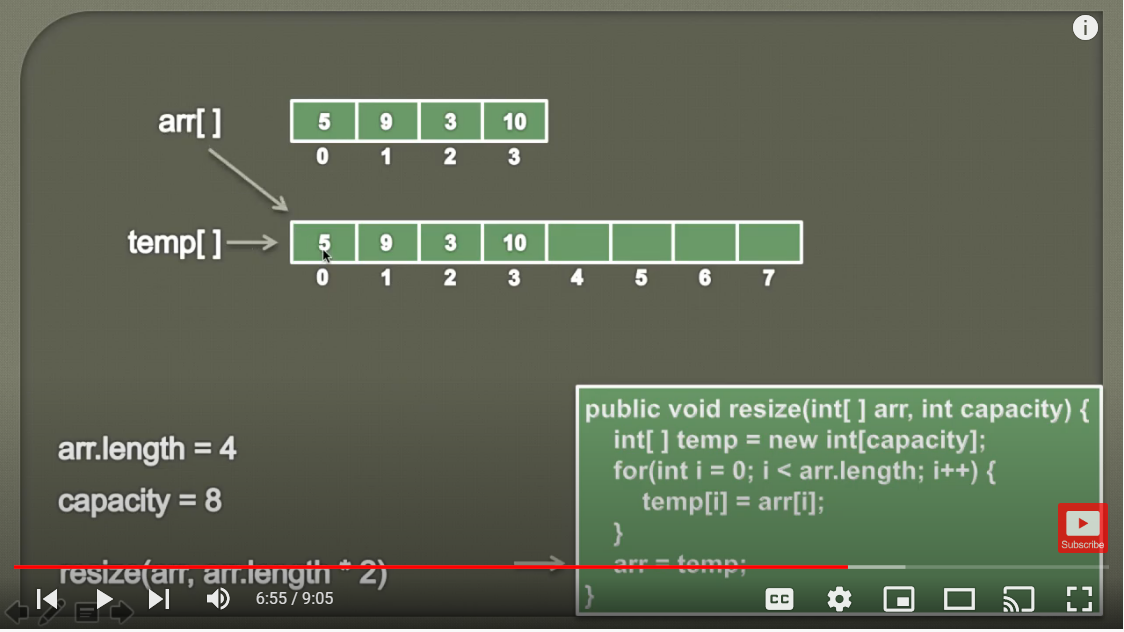 arr[ ]
5 9 3 10
0 1 2 3
temp[ ]
5 9 3 10
0 1 2 3 4 5 6 7
arr.length = 4
capacity = 8
resize(arr, arr.length * 2)
public void resize(int[ ] arr, int capacity) {
int[ ] temp = new int[capacity];
for(int i = 0; i < arr.length; i++) {
temp[i] = arr[i];
}
arr = temp;
}
Subscribe
6:55 / 9:05
CC